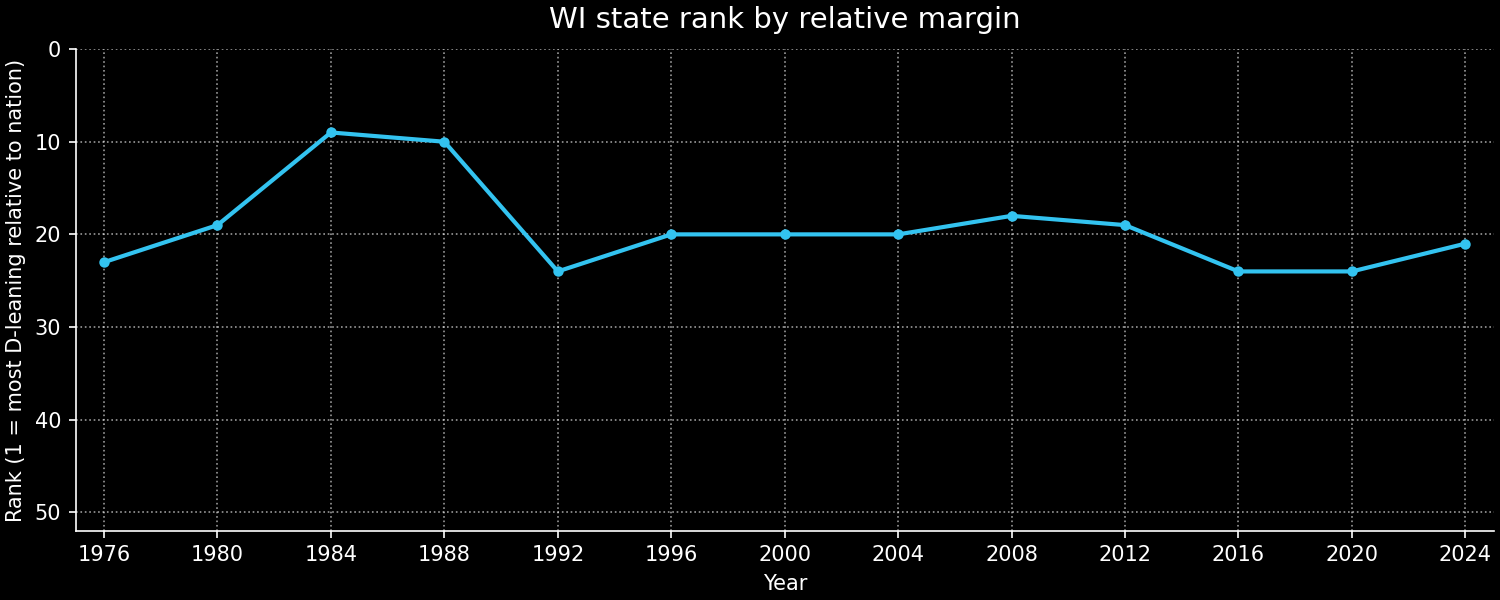 WI state rank by relative margin
Rank (1 = most D-leaning relative to nation)
0
10
20
30
40
50
1976 1980 1984 1988 1992 1996 2000 2004 2008 2012 2016 2020 2024
Year